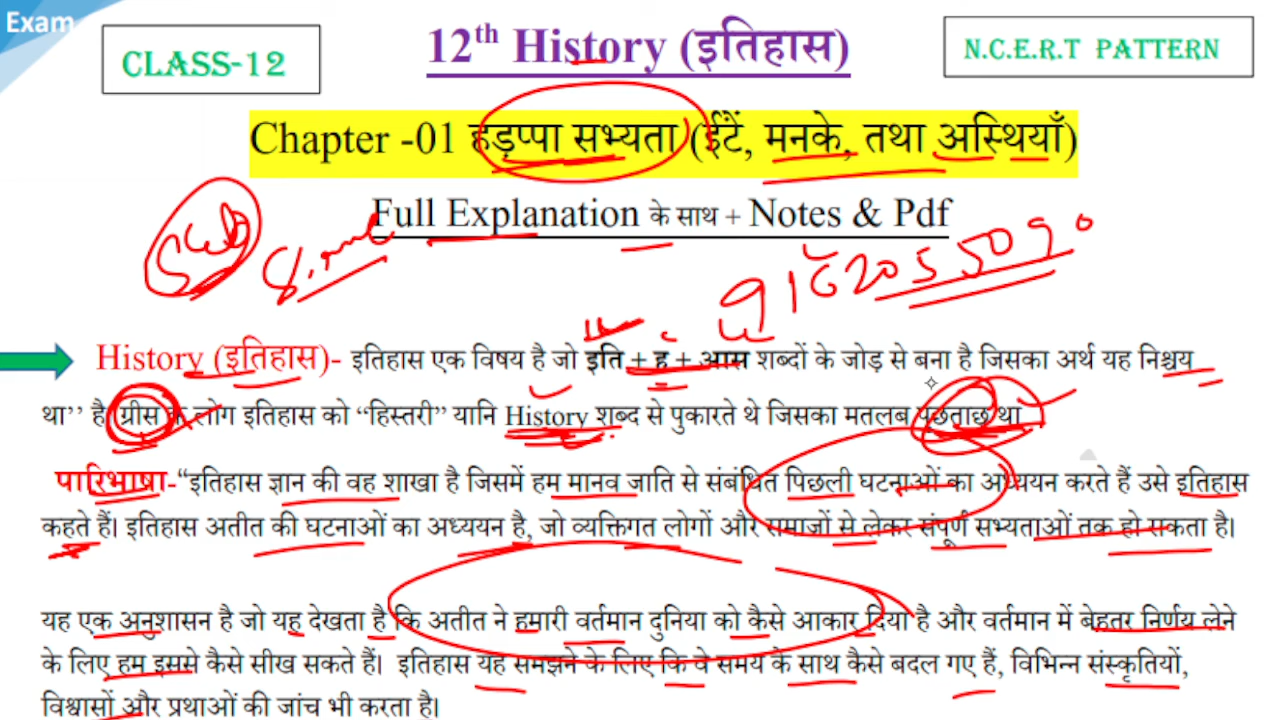 Exam
CLASS-12
12th History (इतिहास)
N.C.E.R.T PATTERN
Chapter -01 हड़प्पा सभ्यता (ईटें, मनके, तथा अस्थियाँ)
Full Explanation के साथ + Notes & Pdf
Sub
9162055090
History (इतिहास)- इतिहास एक विषय है जो इति + ह + आस शब्दों के जोड़ से बना है जिसका अर्थ यह निश्चय
था’’ है ग्रीस के लोग इतिहास को “हिस्तरी” यानि History शब्द से पुकारते थे जिसका मतलब पूछताछ था
पारिभाषा-“इतिहास ज्ञान की वह शाखा है जिसमें हम मानव जाति से संबंधित पिछली घटनाओं का अध्ययन करते हैं उसे इतिहास
कहते हैं। इतिहास अतीत की घटनाओं का अध्ययन है, जो व्यक्तिगत लोगों और समाजों से लेकर संपूर्ण सभ्यताओं तक हो सकता है।
यह एक अनुशासन है जो यह देखता है कि अतीत ने हमारी वर्तमान दुनिया को कैसे आकार दिया है और वर्तमान में बेहतर निर्णय लेने
के लिए हम इससे कैसे सीख सकते हैं। इतिहास यह समझने के लिए कि वे समय के साथ कैसे बदल गए हैं, विभिन्न संस्कृतियों,
विश्वासों और प्रथाओं की जांच भी करता है।